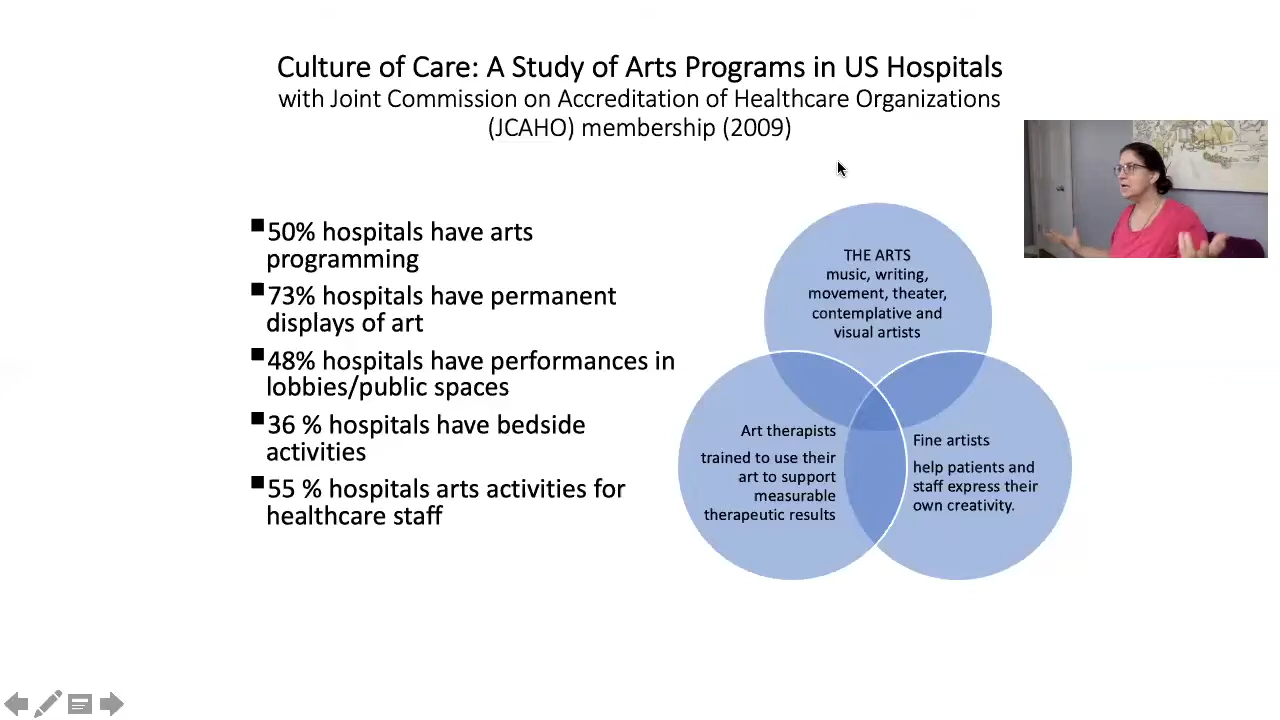 Culture of Care: A Study of Arts Programs in US Hospitals
with Joint Commission on Accreditation of Healthcare Organizations
(JCAHO) membership (2009)
▪50% hospitals have arts
programming
▪73% hospitals have permanent
displays of art
▪48% hospitals have performances in
lobbies/public spaces
▪36 % hospitals have bedside
activities
▪55 % hospitals arts activities for
healthcare staff
THE ARTS
music, writing,
movement, theater,
contemplative and
visual artists
Art therapists
trained to use their
art to support
measurable
therapeutic results
Fine artists
help patients and
staff express their
own creativity.